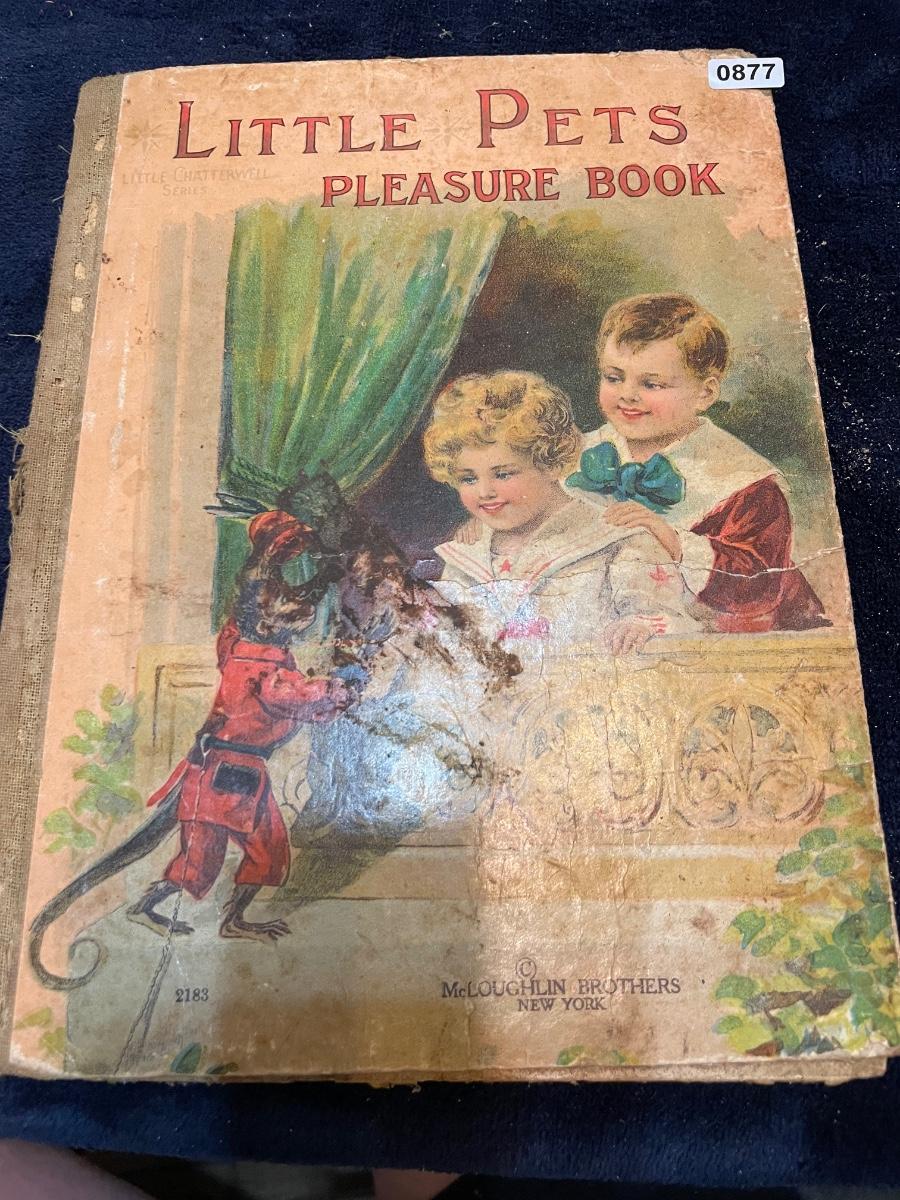 0877
LITTLE PETS
LITTLE CHATTERWELL
SERIES
PLEASURE BOOK
2183
©
McLOUGHLIN BROTHERS
NEW YORK